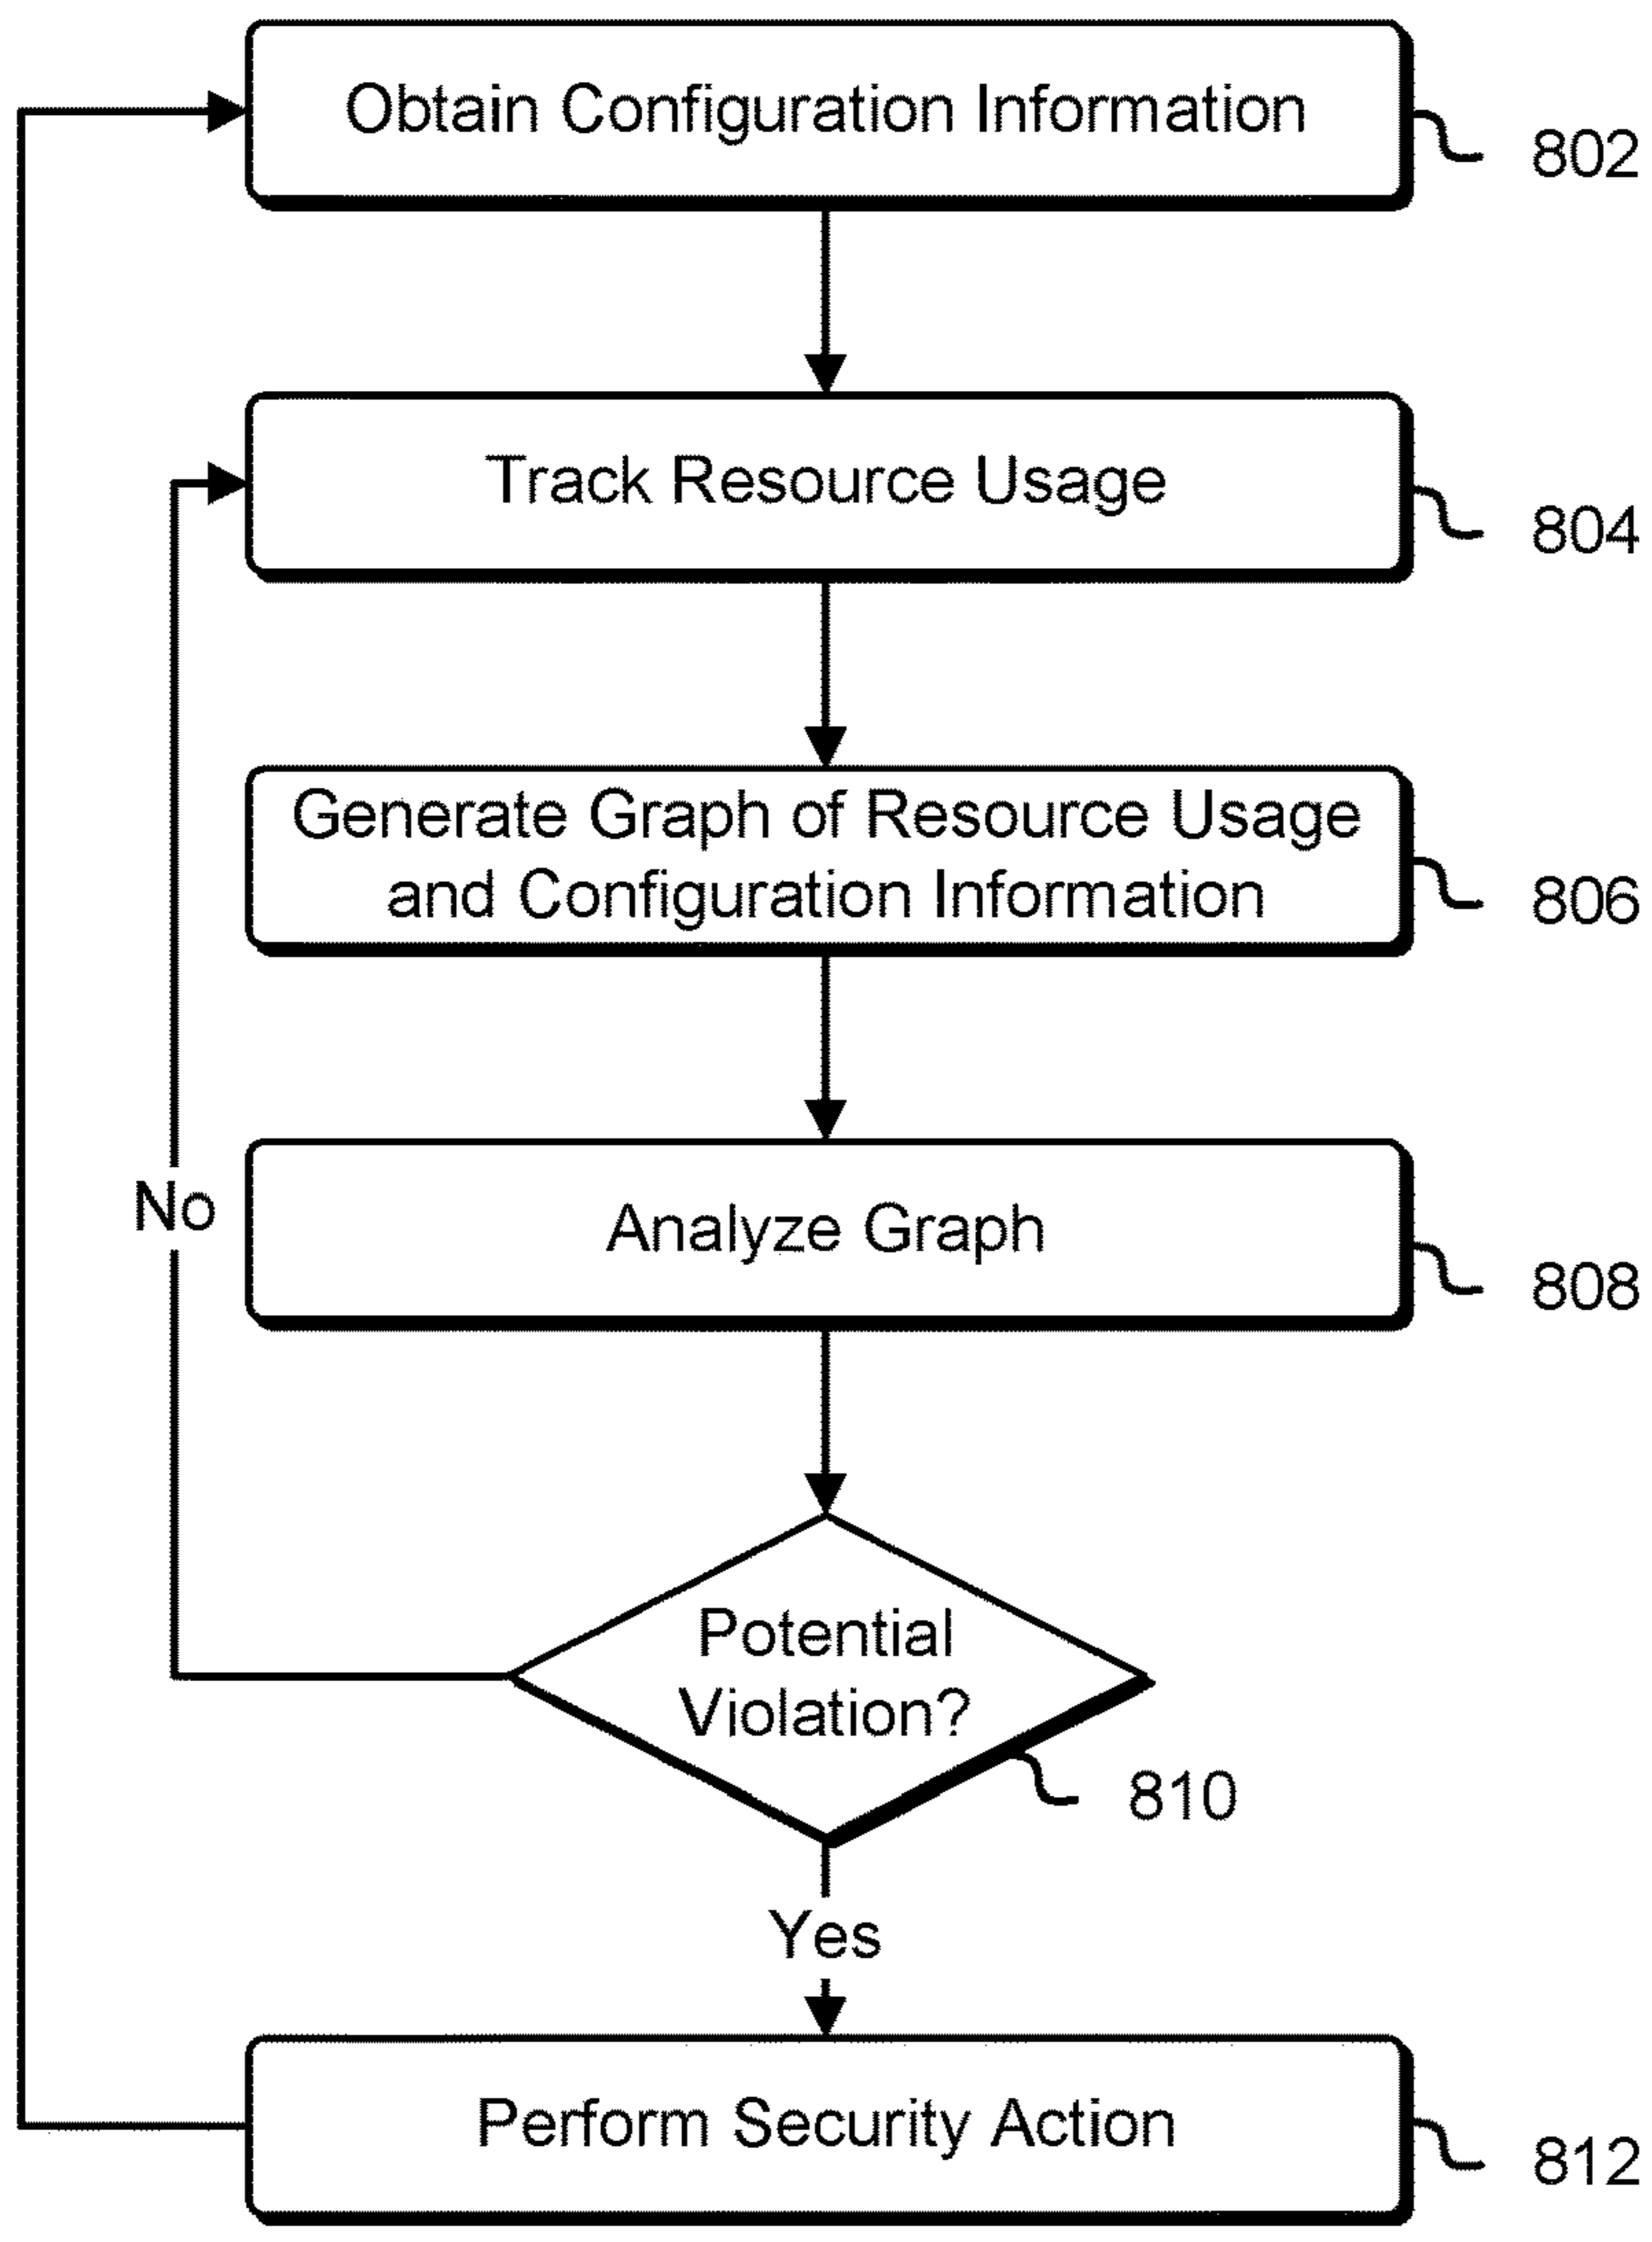 Obtain Configuration Information
802
Track Resource Usage
804
Generate Graph of Resource Usage
and Configuration Information
806
No
Analyze Graph
808
Potential
Violation?
810
Yes
Perform Security Action
812